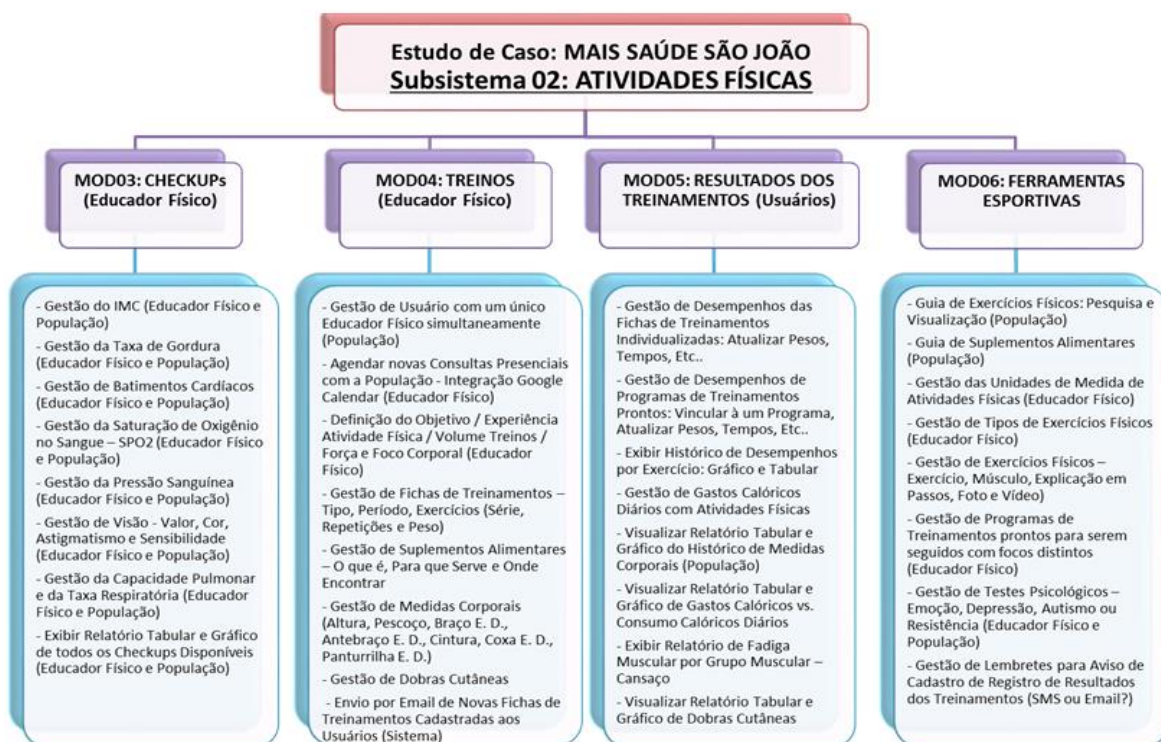 Estudo de Caso: MAIS SAÚDE SÃO JOÃO
Subsistema 02: ATIVIDADES FÍSICAS
MOD03: CHECKUPs
(Educador Físico)
- Gestão do IMC (Educador Físico e
População)
- Gestão da Taxa de Gordura
(Educador Físico e População)
- Gestão de Batimentos Cardíacos
(Educador Físico e População)
- Gestão da Saturação de Oxigênio
no Sangue – SPO2 (Educador Físico
e População)
- Gestão da Pressão Sanguínea
(Educador Físico e População)
- Gestão de Visão - Valor, Cor,
Astigmatismo e Sensibilidade
(Educador Físico e População)
- Gestão da Capacidade Pulmonar
e da Taxa Respiratória (Educador
Físico e População)
- Exibir Relatório Tabular e Gráfico
de todos os Checkups Disponíveis
(Educador Físico e População)
MOD04: TREINOS
(Educador Físico)
- Gestão de Usuário com um único
Educador Físico simultaneamente
(População)
- Agendar novas Consultas Presenciais
com a População - Integração Google
Calendar (Educador Físico)
- Definição do Objetivo / Experiência
Atividade Física / Volume Treinos /
Força e Foco Corporal (Educador
Físico)
- Gestão de Fichas de Treinamentos –
Tipo, Período, Exercícios (Série,
Repetições e Peso)
- Gestão de Suplementos Alimentares
– O que é, Para que Serve e Onde
Encontrar
- Gestão de Medidas Corporais
(Altura, Pescoço, Braço E. D.,
Antebraço E. D., Cintura, Coxa E. D.,
Panturrilha E. D.)
- Gestão de Dobras Cutâneas
- Envio por Email de Novas Fichas de
Treinamentos Cadastradas aos
Usuários (Sistema)
MOD05: RESULTADOS DOS
TREINAMENTOS (Usuários)
- Gestão de Desempenhos das
Fichas de Treinamentos
Individualizadas: Atualizar Pesos,
Tempos, Etc..
- Gestão de Desempenhos de
Programas de Treinamentos
Prontos: Vincular à um Programa,
Atualizar Pesos, Tempos, Etc..
- Exibir Histórico de Desempenhos
por Exercício: Gráfico e Tabular
- Gestão de Gastos Calóricos
Diários com Atividades Físicas
- Visualizar Relatório Tabular e
Gráfico do Histórico de Medidas
Corporais (População)
- Visualizar Relatório Tabular e
Gráfico de Gastos Calóricos vs.
Consumo Calóricos Diários
- Exibir Relatório de Fadiga
Muscular por Grupo Muscular –
Cansaço
- Visualizar Relatório Tabular e
Gráfico de Dobras Cutâneas
MOD06: FERRAMENTAS
ESPORTIVAS
- Guia de Exercícios Físicos: Pesquisa e
Visualização (População)
- Guia de Suplementos Alimentares
(População)
- Gestão das Unidades de Medida de
Atividades Físicas (Educador Físico)
- Gestão de Tipos de Exercícios Físicos
(Educador Físico)
- Gestão de Exercícios Físicos –
Exercício, Músculo, Explicação em
Passos, Foto e Vídeo)
- Gestão de Programas de
Treinamentos prontos para serem
seguidos com focos distintos
(Educador Físico)
- Gestão de Testes Psicológicos –
Emoção, Depressão, Autismo ou
Resistência (Educador Físico e
População)
- Gestão de Lembretes para Aviso de
Cadastro de Registro de Resultados
dos Treinamentos (SMS ou Email?)